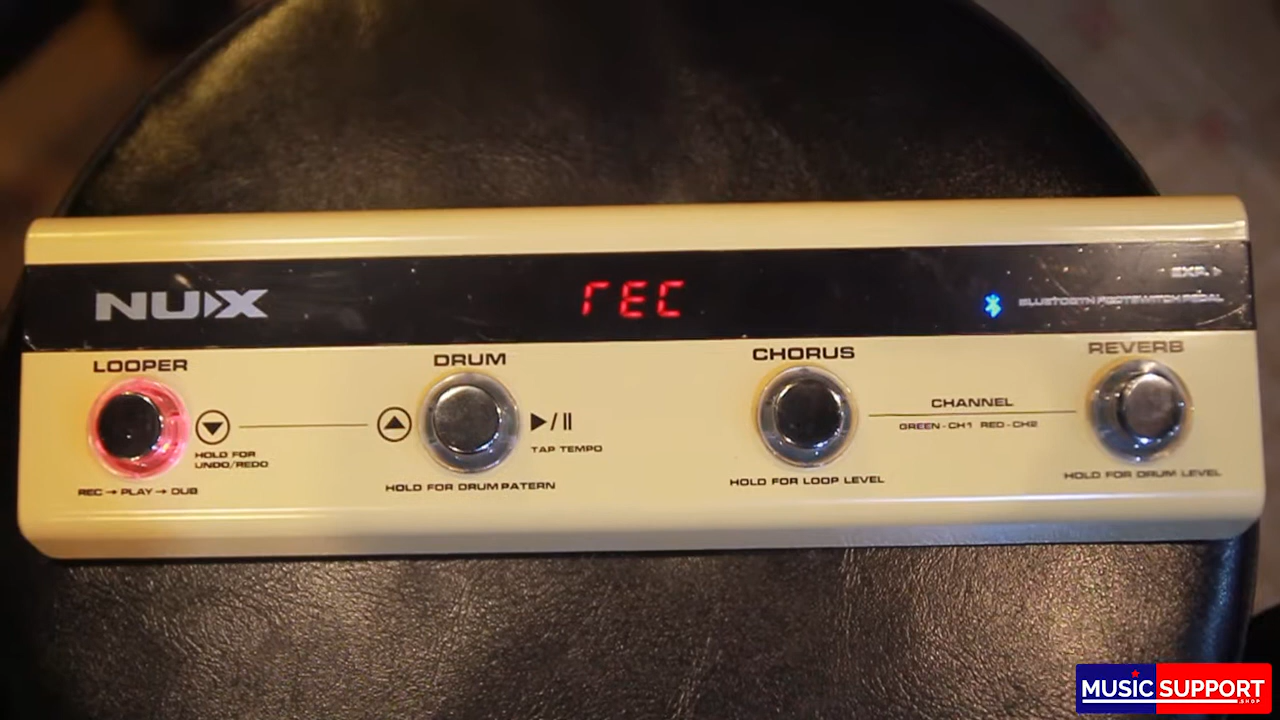 EXP.
NUX
rEC
BLUETOOTH FOOTSWITCH PEDAL
LOOPER
DRUM
CHORUS
REVERB
CHANNEL
GREEN - CH1 RED - CH2
TAP TEMPO
HOLD FOR
UNDO/REDO
REC → PLAY → DUB
HOLD FOR DRUM PATERN
HOLD FOR LOOP LEVEL
HOLD FOR DRUM LEVEL
MUSIC SUPPORT
.SHOP